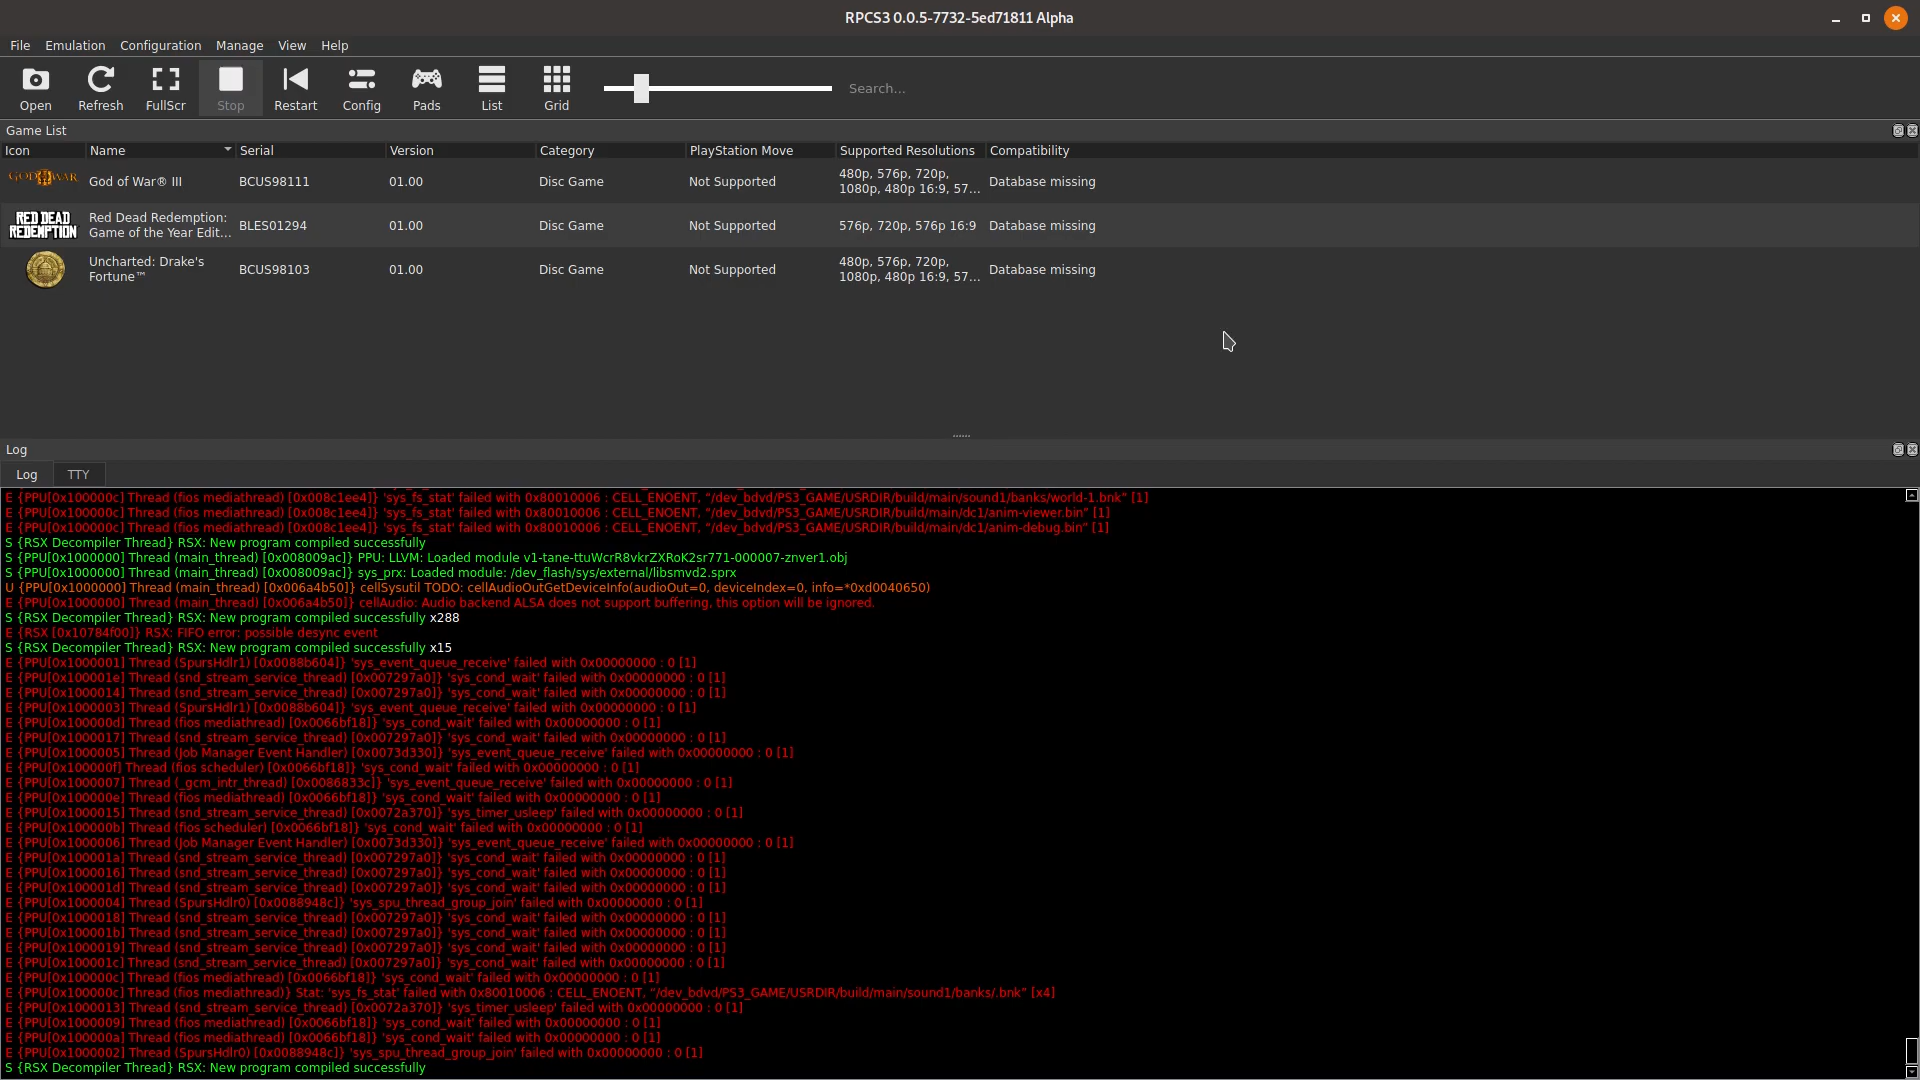 RPCS3 0.0.5-7732-5ed71811 Alpha
File Emulation Configuration Manage View Help
Open Refresh FullScr Stop Restart Config Pads List Grid Search...
Game List
Icon Name Serial Version Category PlayStation Move Supported Resolutions Compatibility
GOD OF WAR God of War® III BCUS98111 01.00 Disc Game Not Supported 480p, 576p, 720p, Database missing
1080p, 480p 16:9, 57...
RED DEAD Red Dead Redemption: BLES01294 01.00 Disc Game Not Supported 576p, 720p, 576p 16:9 Database missing
REDEMPTION Game of the Year Edit...
Uncharted: Drake's BCUS98103 01.00 Disc Game Not Supported 480p, 576p, 720p, Database missing
Fortune™ 1080p, 480p 16:9, 57...
Log
Log TTY
E {PPU[0x100000c] Thread (fios mediathread) [0x008c1ee4]} 'sys_fs_stat' failed with 0x80010006 : CELL_ENOENT, “/dev_bdvd/PS3_GAME/USRDIR/build/main/sound1/banks/world-1.bnk” [1]
E {PPU[0x100000c] Thread (fios mediathread) [0x008c1ee4]} 'sys_fs_stat' failed with 0x80010006 : CELL_ENOENT, “/dev_bdvd/PS3_GAME/USRDIR/build/main/dc1/anim-viewer.bin” [1]
E {PPU[0x100000c] Thread (fios mediathread) [0x008c1ee4]} 'sys_fs_stat' failed with 0x80010006 : CELL_ENOENT, “/dev_bdvd/PS3_GAME/USRDIR/build/main/dc1/anim-debug.bin” [1]
S {RSX Decompiler Thread} RSX: New program compiled successfully
S {PPU[0x1000000] Thread (main_thread) [0x008009ac]} PPU: LLVM: Loaded module v1-tane-ttuWcrR8vkrZXRoK2sr771-000007-znver1.obj
S {PPU[0x1000000] Thread (main_thread) [0x008009ac]} sys_prx: Loaded module: /dev_flash/sys/external/libsmvd2.sprx
U {PPU[0x1000000] Thread (main_thread) [0x006a4b50]} cellSysutil TODO: cellAudioOutGetDeviceInfo(audioOut=0, deviceIndex=0, info=*0xd0040650)
E {PPU[0x1000000] Thread (main_thread) [0x006a4b50]} cellAudio: Audio backend ALSA does not support buffering, this option will be ignored.
S {RSX Decompiler Thread} RSX: New program compiled successfully x288
E {RSX [0x10784f00]} RSX: FIFO error: possible desync event
S {RSX Decompiler Thread} RSX: New program compiled successfully x15
E {PPU[0x1000001] Thread (SpursHdlr1) [0x0088b604]} 'sys_event_queue_receive' failed with 0x00000000 : 0 [1]
E {PPU[0x100001e] Thread (snd_stream_service_thread) [0x007297a0]} 'sys_cond_wait' failed with 0x00000000 : 0 [1]
E {PPU[0x1000014] Thread (snd_stream_service_thread) [0x007297a0]} 'sys_cond_wait' failed with 0x00000000 : 0 [1]
E {PPU[0x1000003] Thread (SpursHdlr1) [0x0088b604]} 'sys_event_queue_receive' failed with 0x00000000 : 0 [1]
E {PPU[0x100000d] Thread (fios mediathread) [0x0066bf18]} 'sys_cond_wait' failed with 0x00000000 : 0 [1]
E {PPU[0x1000017] Thread (snd_stream_service_thread) [0x007297a0]} 'sys_cond_wait' failed with 0x00000000 : 0 [1]
E {PPU[0x1000005] Thread (Job Manager Event Handler) [0x0073d330]} 'sys_event_queue_receive' failed with 0x00000000 : 0 [1]
E {PPU[0x100000f] Thread (fios scheduler) [0x0066bf18]} 'sys_cond_wait' failed with 0x00000000 : 0 [1]
E {PPU[0x1000007] Thread (_gcm_intr_thread) [0x0086833c]} 'sys_event_queue_receive' failed with 0x00000000 : 0 [1]
E {PPU[0x100000e] Thread (fios mediathread) [0x0066bf18]} 'sys_cond_wait' failed with 0x00000000 : 0 [1]
E {PPU[0x1000015] Thread (snd_stream_service_thread) [0x0072a370]} 'sys_timer_usleep' failed with 0x00000000 : 0 [1]
E {PPU[0x100000b] Thread (fios scheduler) [0x0066bf18]} 'sys_cond_wait' failed with 0x00000000 : 0 [1]
E {PPU[0x1000006] Thread (Job Manager Event Handler) [0x0073d330]} 'sys_event_queue_receive' failed with 0x00000000 : 0 [1]
E {PPU[0x100001a] Thread (snd_stream_service_thread) [0x007297a0]} 'sys_cond_wait' failed with 0x00000000 : 0 [1]
E {PPU[0x1000016] Thread (snd_stream_service_thread) [0x007297a0]} 'sys_cond_wait' failed with 0x00000000 : 0 [1]
E {PPU[0x100001d] Thread (snd_stream_service_thread) [0x007297a0]} 'sys_cond_wait' failed with 0x00000000 : 0 [1]
E {PPU[0x1000004] Thread (SpursHdlr0) [0x0088948c]} 'sys_spu_thread_group_join' failed with 0x00000000 : 0 [1]
E {PPU[0x1000018] Thread (snd_stream_service_thread) [0x007297a0]} 'sys_cond_wait' failed with 0x00000000 : 0 [1]
E {PPU[0x100001b] Thread (snd_stream_service_thread) [0x007297a0]} 'sys_cond_wait' failed with 0x00000000 : 0 [1]
E {PPU[0x1000019] Thread (snd_stream_service_thread) [0x007297a0]} 'sys_cond_wait' failed with 0x00000000 : 0 [1]
E {PPU[0x100001c] Thread (snd_stream_service_thread) [0x007297a0]} 'sys_cond_wait' failed with 0x00000000 : 0 [1]
E {PPU[0x100000c] Thread (fios mediathread) [0x0066bf18]} 'sys_cond_wait' failed with 0x00000000 : 0 [1]
E {PPU[0x100000c] Thread (fios mediathread)} Stat: 'sys_fs_stat' failed with 0x80010006 : CELL_ENOENT, “/dev_bdvd/PS3_GAME/USRDIR/build/main/sound1/banks/.bnk” [x4]
E {PPU[0x1000013] Thread (snd_stream_service_thread) [0x0072a370]} 'sys_timer_usleep' failed with 0x00000000 : 0 [1]
E {PPU[0x1000009] Thread (fios mediathread) [0x0066bf18]} 'sys_cond_wait' failed with 0x00000000 : 0 [1]
E {PPU[0x100000a] Thread (fios mediathread) [0x0066bf18]} 'sys_cond_wait' failed with 0x00000000 : 0 [1]
E {PPU[0x1000002] Thread (SpursHdlr0) [0x0088948c]} 'sys_spu_thread_group_join' failed with 0x00000000 : 0 [1]
S {RSX Decompiler Thread} RSX: New program compiled successfully